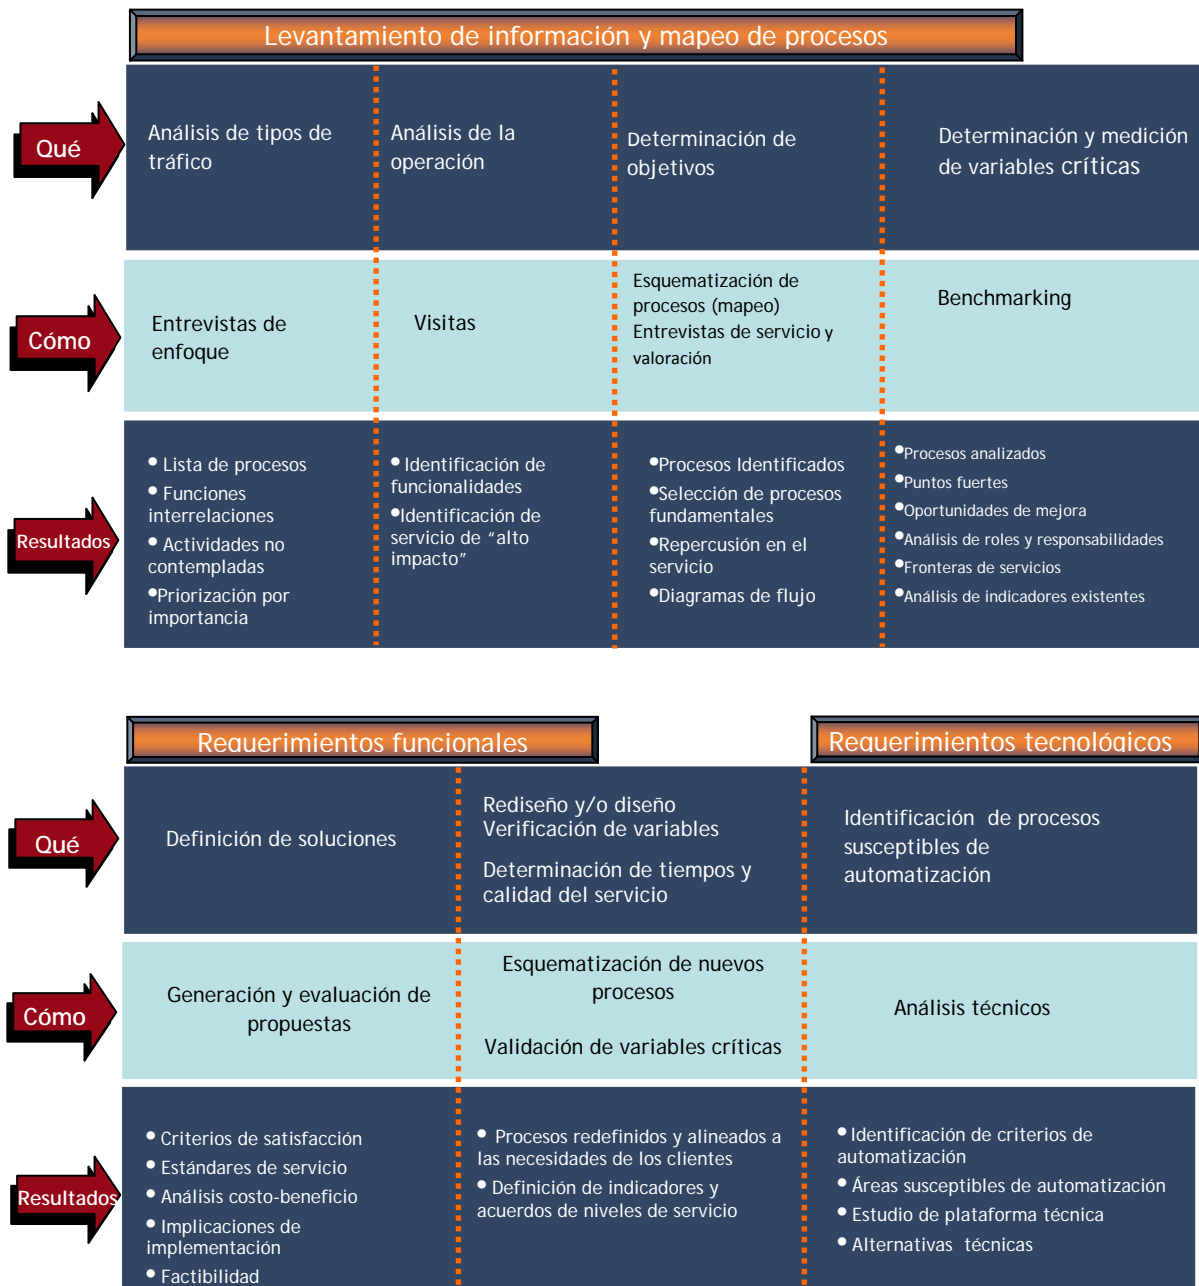 Levantamiento de información y mapeo de procesos
Qué
Análisis de tipos de
tráfico
Análisis de la
operación
Determinación de
objetivos
Determinación y medición
de variables críticas
Cómo
Entrevistas de
enfoque
Visitas
Esquematización de
procesos (mapeo)
Entrevistas de servicio y
valoración
Benchmarking
Resultados
• Lista de procesos
• Funciones
interrelaciones
• Actividades no
contempladas
•Priorización por
importancia
• Identificación de
funcionalidades
•Identificación de
servicio de “alto
impacto”
•Procesos Identificados
•Selección de procesos
fundamentales
•Repercusión en el
servicio
•Diagramas de flujo
•Procesos analizados
•Puntos fuertes
•Oportunidades de mejora
•Análisis de roles y responsabilidades
•Fronteras de servicios
•Análisis de indicadores existentes
Requerimientos funcionales
Requerimientos tecnológicos
Qué
Definición de soluciones
Rediseño y/o diseño
Verificación de variables
Determinación de tiempos y
calidad del servicio
Identificación de procesos
susceptibles de
automatización
Cómo
Generación y evaluación de
propuestas
Esquematización de nuevos
procesos
Validación de variables críticas
Análisis técnicos
Resultados
• Criterios de satisfacción
• Estándares de servicio
• Análisis costo-beneficio
• Implicaciones de
implementación
• Factibilidad
• Procesos redefinidos y alineados a
las necesidades de los clientes
• Definición de indicadores y
acuerdos de niveles de servicio
• Identificación de criterios de
automatización
• Áreas susceptibles de automatización
• Estudio de plataforma técnica
• Alternativas técnicas